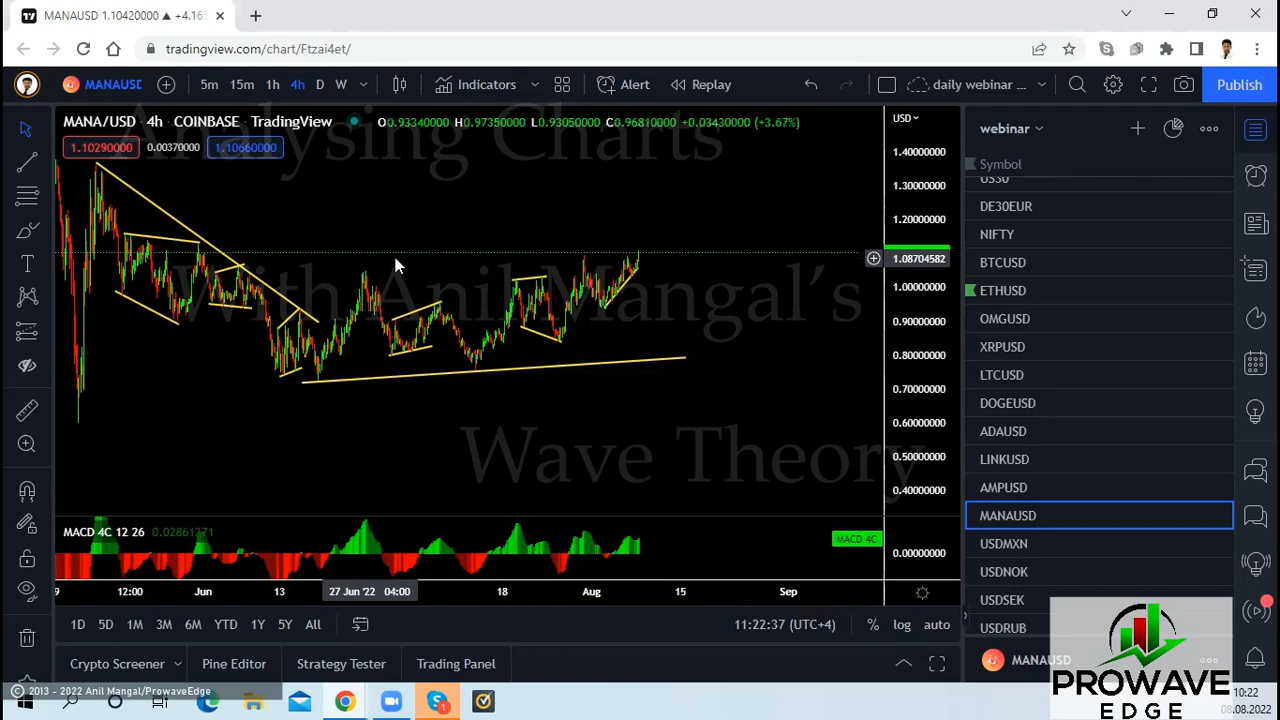 MANAUSD 1.10420000 ▲ +4.16%
tradingview.com/chart/Ftzai4et/
MANAUSD 5m 15m 1h 4h D W Indicators Alert Replay daily webinar ... Publish
Analysing Charts
With Anil Mangal's
Wave Theory
MANA/USD 4h COINBASE TradingView O0.93340000 H0.97350000 L0.93050000 C0.96810000 +0.03430000 (+3.67%)
1.10290000 0.00370000 1.10660000
USD
1.40000000
1.30000000
1.20000000
1.08704582
1.00000000
0.90000000
0.80000000
0.70000000
0.60000000
0.50000000
0.40000000
MACD 4C 12 26 0.02861271
MACD 4C
0.00000000
9 12:00 Jun 13 27 Jun '22 04:00 18 Aug 15 Sep
1D 5D 1M 3M 6M YTD 1Y 5Y All 11:22:37 (UTC+4) % log auto
Crypto Screener Pine Editor Strategy Tester Trading Panel
webinar
Symbol
US30
DE30EUR
NIFTY
BTCUSD
ETHUSD
OMGUSD
XRPUSD
LTCUSD
DOGEUSD
ADAUSD
LINKUSD
AMPUSD
MANAUSD
USDMXN
USDNOK
USDSEK
USDRUB
MANAUSD
PROWAVE
EDGE
© 2013 - 2022 Anil Mangal/ProwaveEdge
10:22
08.08.2022